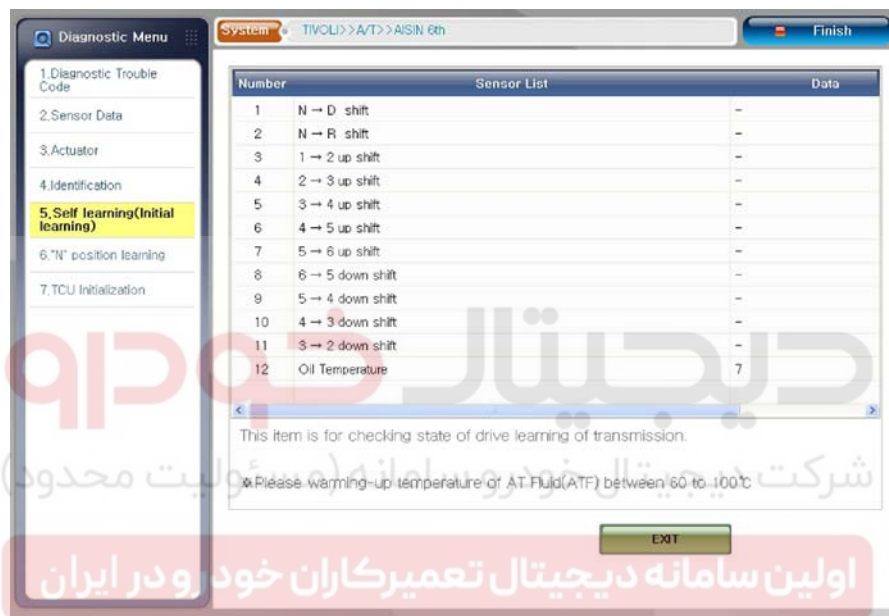 Diagnostic Menu
System
TIVOLI>>A/T>>AISIN 6th
Finish
1.Diagnostic Trouble
Code
2.Sensor Data
3.Actuator
4.Identification
5.Self learning(Initial
learning)
6."N" position learning
7.TCU Initialization
Number Sensor List Data
1 N → D shift -
2 N → R shift -
3 1 → 2 up shift -
4 2 → 3 up shift -
5 3 → 4 up shift -
6 4 → 5 up shift -
7 5 → 6 up shift -
8 6 → 5 down shift -
9 5 → 4 down shift -
10 4 → 3 down shift -
11 3 → 2 down shift -
12 Oil Temperature 7
دیجیتال خودرو
This item is for checking state of drive learning of transmission.
شرکت دیجیتال خودرو سامانه (مسئولیت محدود)
※Please warming-up temperature of AT Fluid(ATF) between 60 to 100℃
EXIT
اولین سامانه دیجیتال تعمیرکاران خودرو در ایران